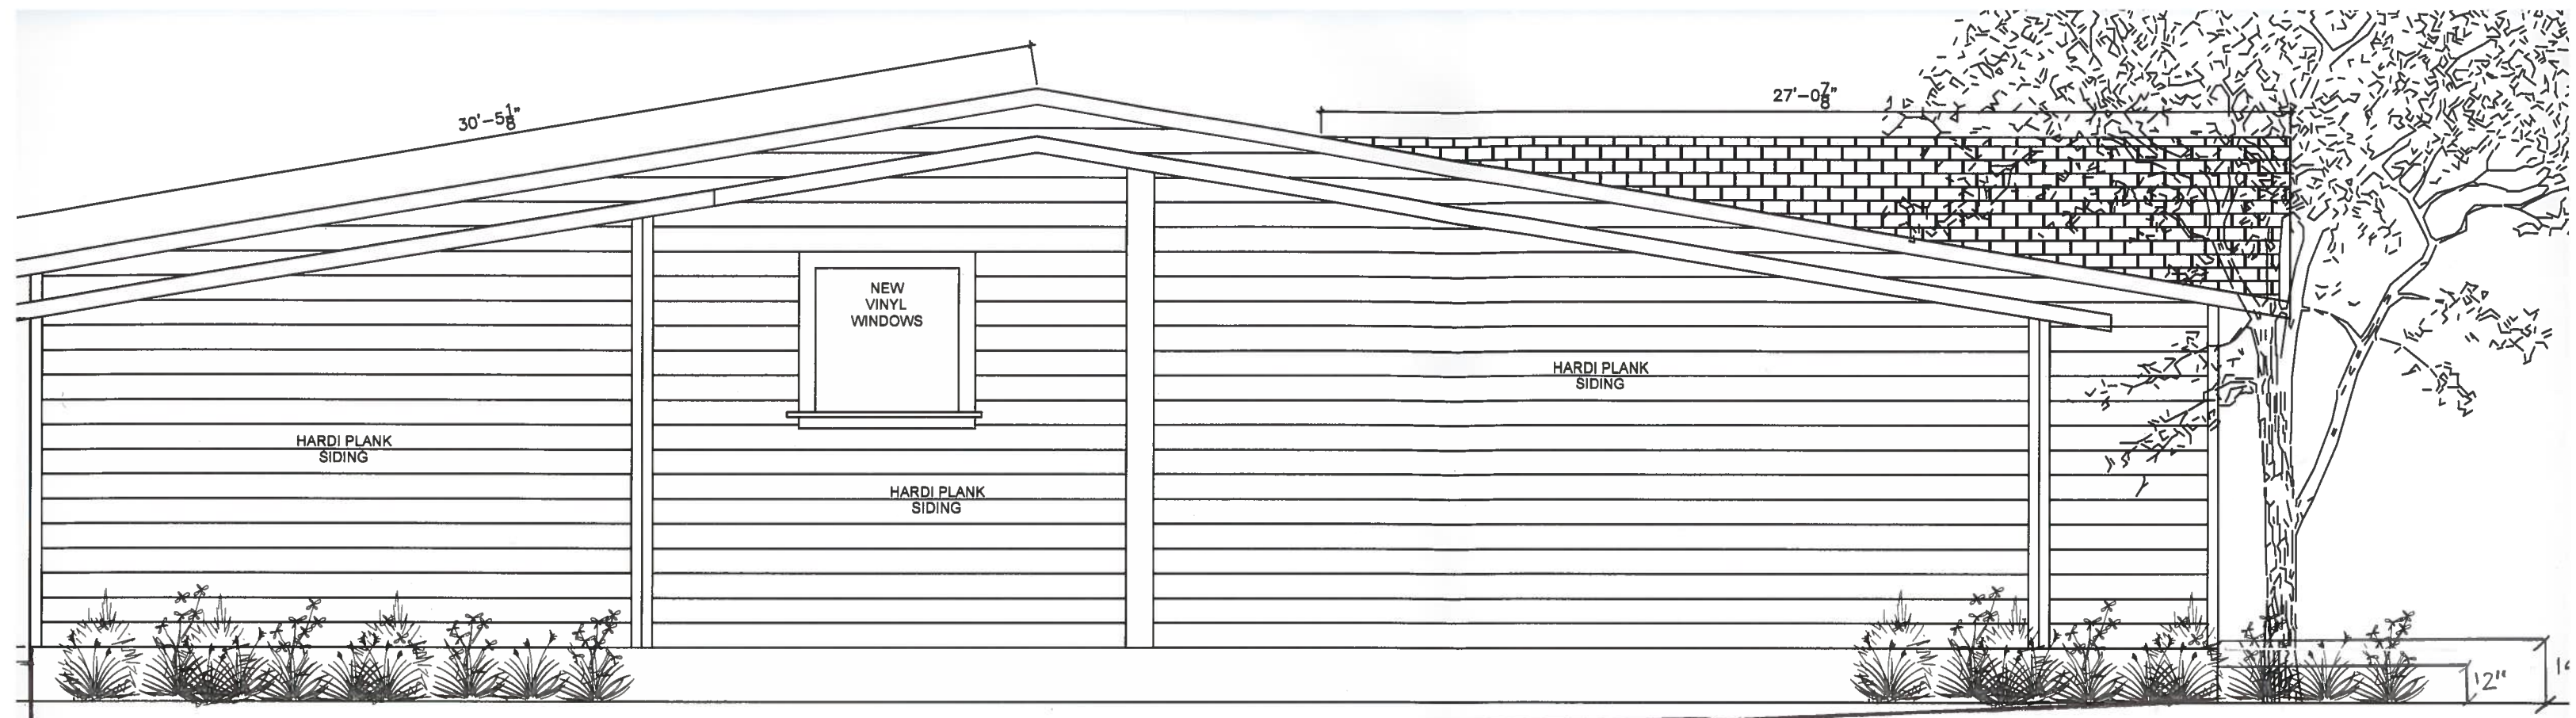 30'-5 1/8"
27'-0 7/8"
NEW
VINYL
WINDOWS
HARDI PLANK
SIDING
HARDI PLANK
SIDING
HARDI PLANK
SIDING
12"